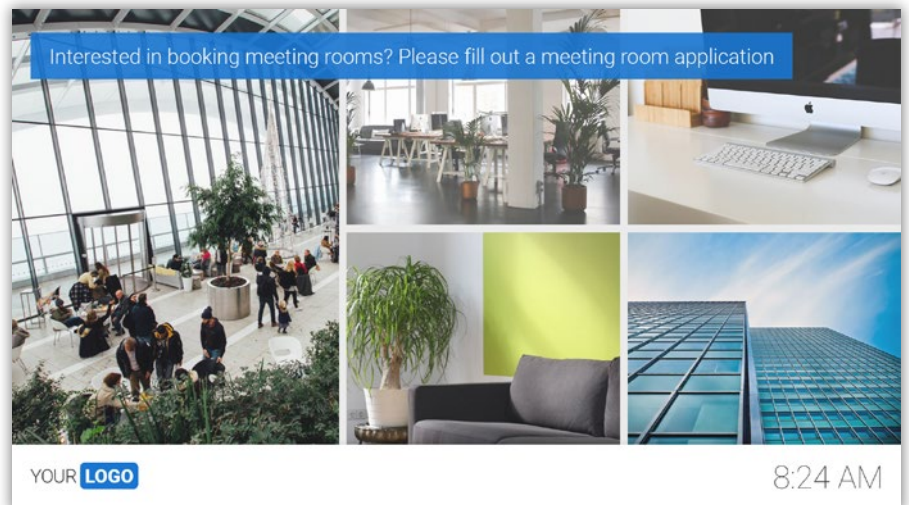 Interested in booking meeting rooms? Please fill out a meeting room application
YOUR LOGO
8:24 AM